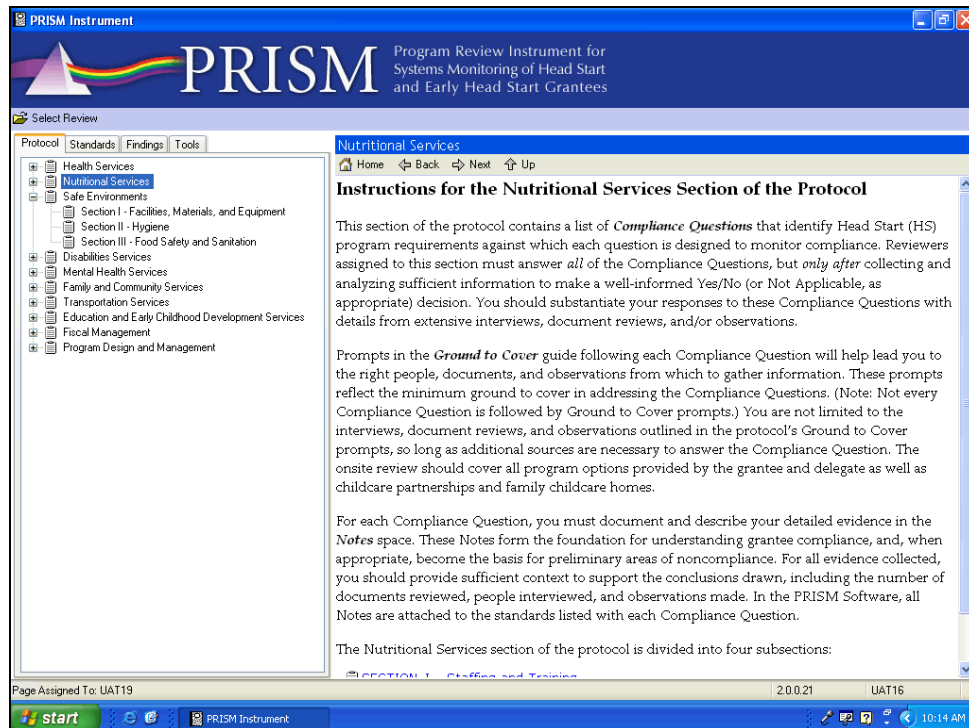 PRISM Instrument
PRISM
Program Review Instrument for
Systems Monitoring of Head Start
and Early Head Start Grantees
Select Review
Protocol Standards Findings Tools
Health Services
Nutritional Services
Safe Environments
Section I - Facilities, Materials, and Equipment
Section II - Hygiene
Section III - Food Safety and Sanitation
Disabilities Services
Mental Health Services
Family and Community Services
Transportation Services
Education and Early Childhood Development Services
Fiscal Management
Program Design and Management
Nutritional Services
Home Back Next Up
Instructions for the Nutritional Services Section of the Protocol
This section of the protocol contains a list of Compliance Questions that identify Head Start (HS)
program requirements against which each question is designed to monitor compliance. Reviewers
assigned to this section must answer all of the Compliance Questions, but only after collecting and
analyzing sufficient information to make a well-informed Yes/No (or Not Applicable, as
appropriate) decision. You should substantiate your responses to these Compliance Questions with
details from extensive interviews, document reviews, and/or observations.
Prompts in the Ground to Cover guide following each Compliance Question will help lead you to
the right people, documents, and observations from which to gather information. These prompts
reflect the minimum ground to cover in addressing the Compliance Questions. (Note: Not every
Compliance Question is followed by Ground to Cover prompts.) You are not limited to the
interviews, document reviews, and observations outlined in the protocol's Ground to Cover
prompts, so long as additional sources are necessary to answer the Compliance Question. The
onsite review should cover all program options provided by the grantee and delegate as well as
childcare partnerships and family childcare homes.
For each Compliance Question, you must document and describe your detailed evidence in the
Notes space. These Notes form the foundation for understanding grantee compliance, and, when
appropriate, become the basis for preliminary areas of noncompliance. For all evidence collected,
you should provide sufficient context to support the conclusions drawn, including the number of
documents reviewed, people interviewed, and observations made. In the PRISM Software, all
Notes are attached to the standards listed with each Compliance Question.
The Nutritional Services section of the protocol is divided into four subsections:
SECTION I - Staffing and Training
Page Assigned To: UAT19
2.0.0.21
UAT16
start
PRISM Instrument
10:14 AM